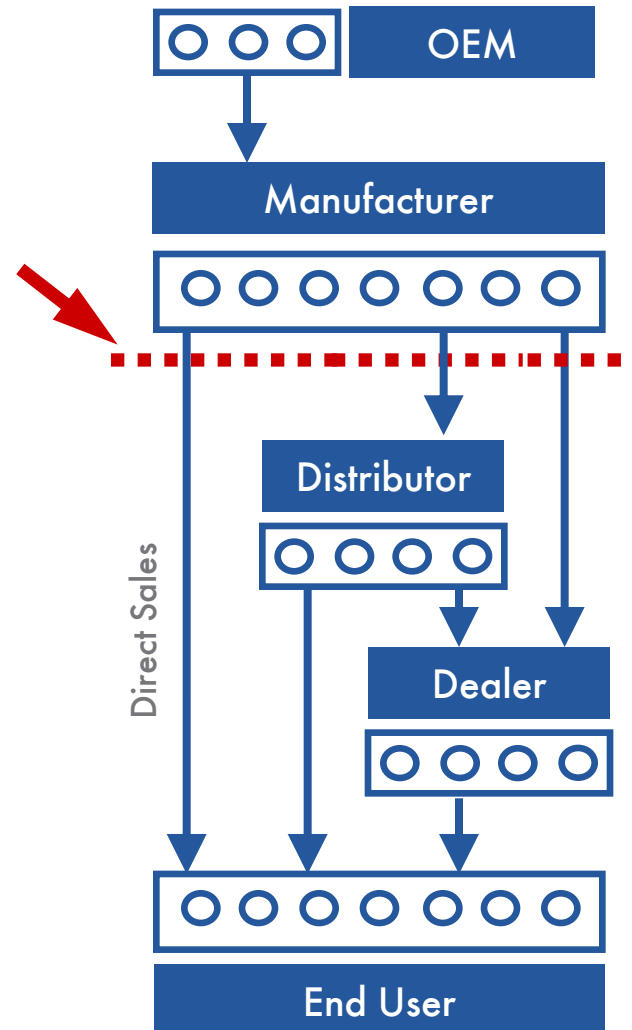 OEM
Manufacturer
Distributor
Direct Sales
Dealer
End User